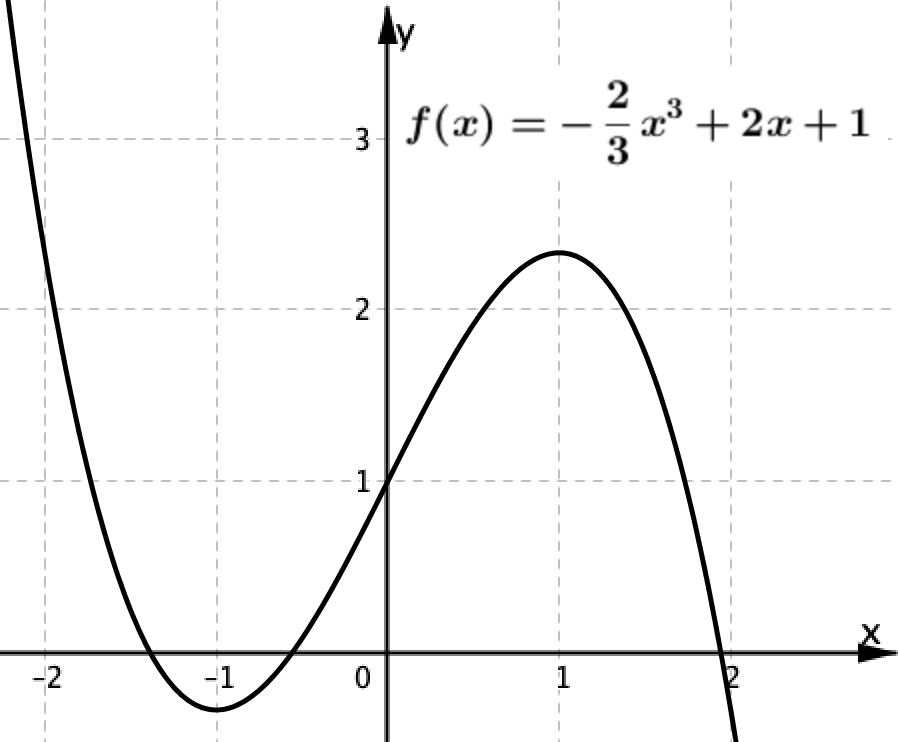 y
f(x) = -2/3 x³ + 2x + 1
3
2
1
x
-2 -1 0 1 2